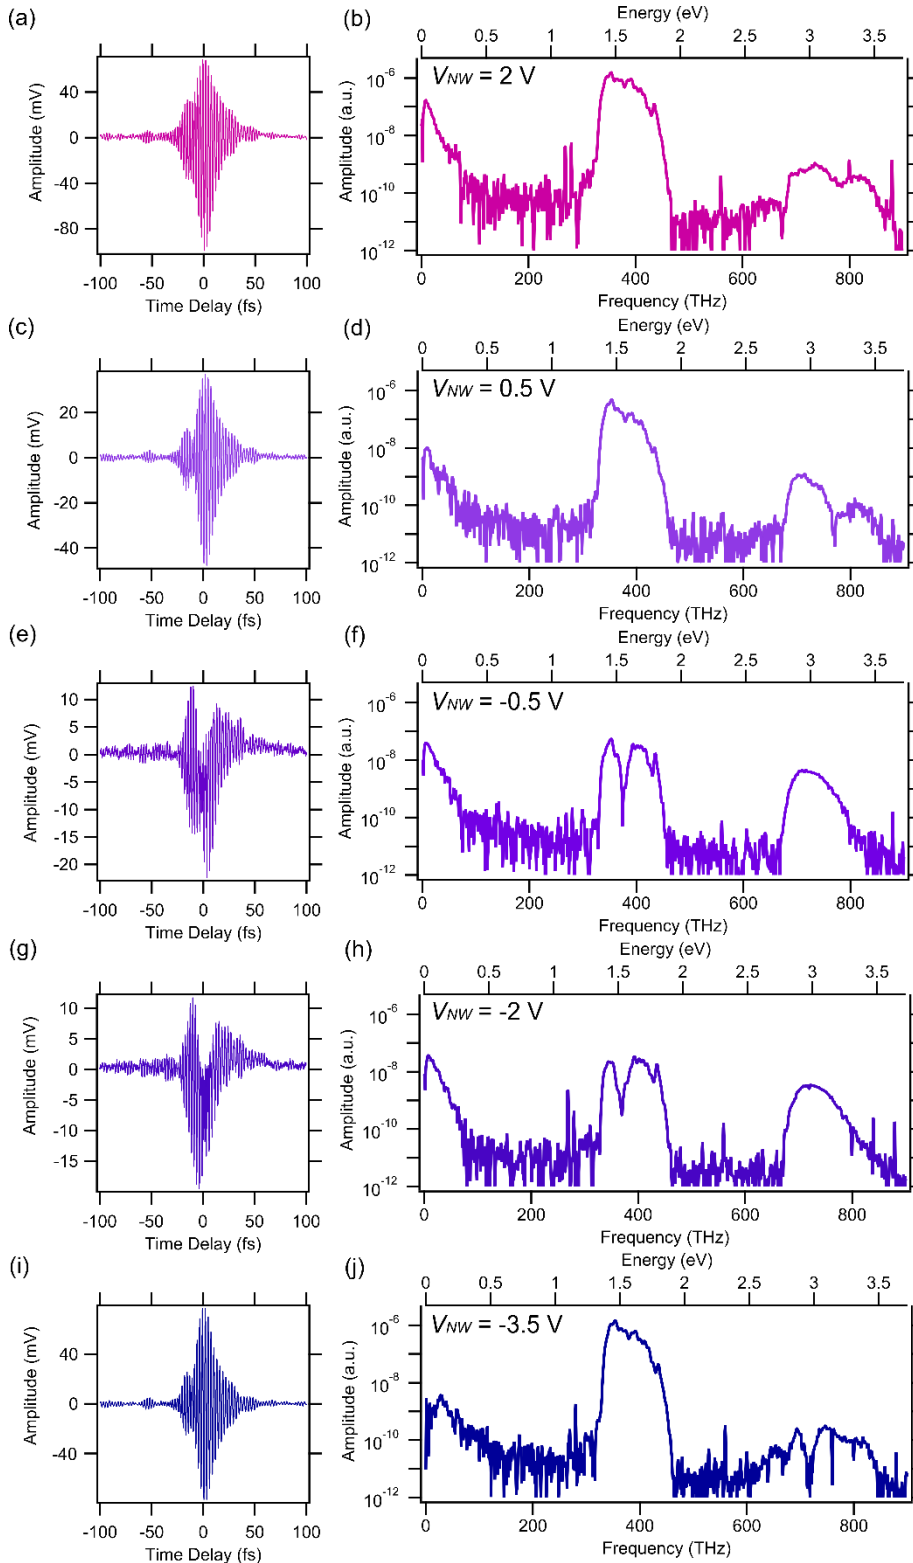 (a)
Amplitude (mV)
40
0
-40
-80
-100 -50 0 50 100
Time Delay (fs)
(b)
Energy (eV)
0 0.5 1 1.5 2 2.5 3 3.5
V_NW = 2 V
Amplitude (a.u.)
10^-6
10^-8
10^-10
10^-12
0 200 400 600 800
Frequency (THz)
(c)
Amplitude (mV)
20
0
-20
-40
-100 -50 0 50 100
Time Delay (fs)
(d)
Energy (eV)
0 0.5 1 1.5 2 2.5 3 3.5
V_NW = 0.5 V
Amplitude (a.u.)
10^-6
10^-8
10^-10
10^-12
0 200 400 600 800
Frequency (THz)
(e)
Amplitude (mV)
10
5
0
-5
-10
-15
-20
-100 -50 0 50 100
Time Delay (fs)
(f)
Energy (eV)
0 0.5 1 1.5 2 2.5 3 3.5
V_NW = -0.5 V
Amplitude (a.u.)
10^-6
10^-8
10^-10
10^-12
0 200 400 600 800
Frequency (THz)
(g)
Amplitude (mV)
10
5
0
-5
-10
-15
-100 -50 0 50 100
Time Delay (fs)
(h)
Energy (eV)
0 0.5 1 1.5 2 2.5 3 3.5
V_NW = -2 V
Amplitude (a.u.)
10^-6
10^-8
10^-10
10^-12
0 200 400 600 800
Frequency (THz)
(i)
Amplitude (mV)
40
0
-40
-100 -50 0 50 100
Time Delay (fs)
(j)
Energy (eV)
0 0.5 1 1.5 2 2.5 3 3.5
V_NW = -3.5 V
Amplitude (a.u.)
10^-6
10^-8
10^-10
10^-12
0 200 400 600 800
Frequency (THz)